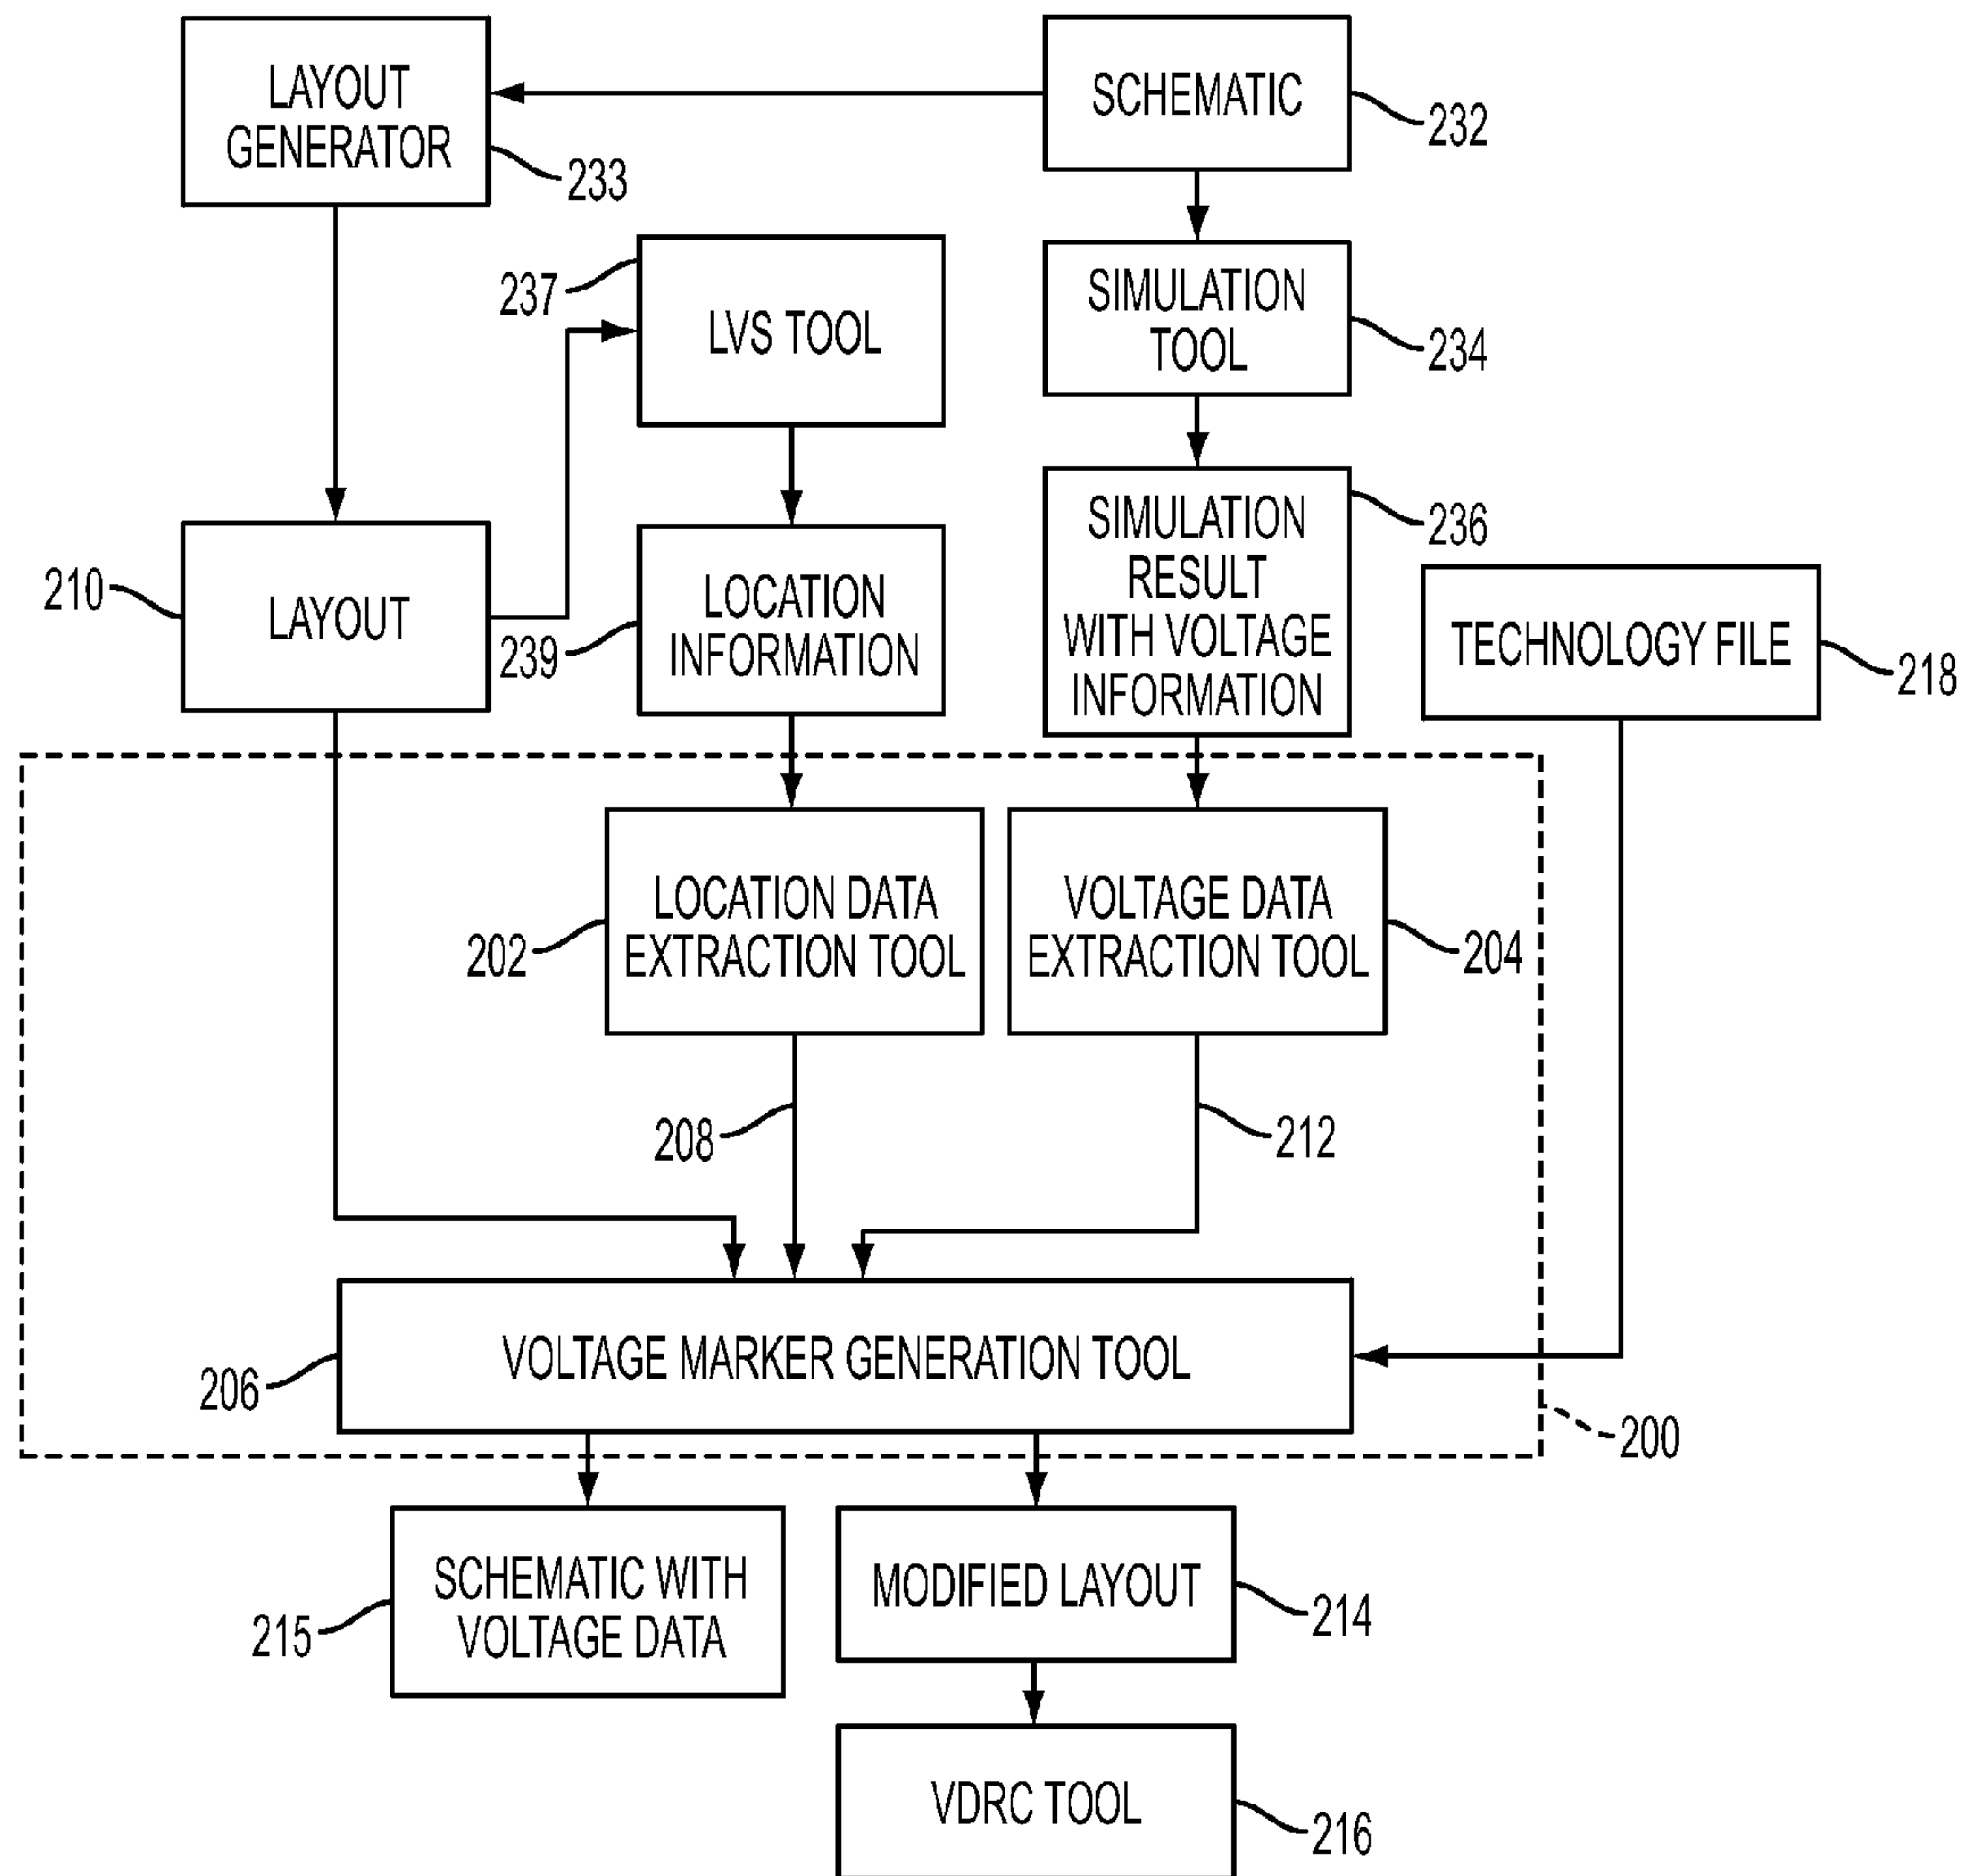 LAYOUT
GENERATOR
233
SCHEMATIC
232
237
LVS TOOL
SIMULATION
TOOL
234
210
LAYOUT
239
LOCATION
INFORMATION
SIMULATION
RESULT
WITH VOLTAGE
INFORMATION
236
TECHNOLOGY FILE
218
202
LOCATION DATA
EXTRACTION TOOL
VOLTAGE DATA
EXTRACTION TOOL
204
208
212
206
VOLTAGE MARKER GENERATION TOOL
200
215
SCHEMATIC WITH
VOLTAGE DATA
MODIFIED LAYOUT
214
VDRC TOOL
216